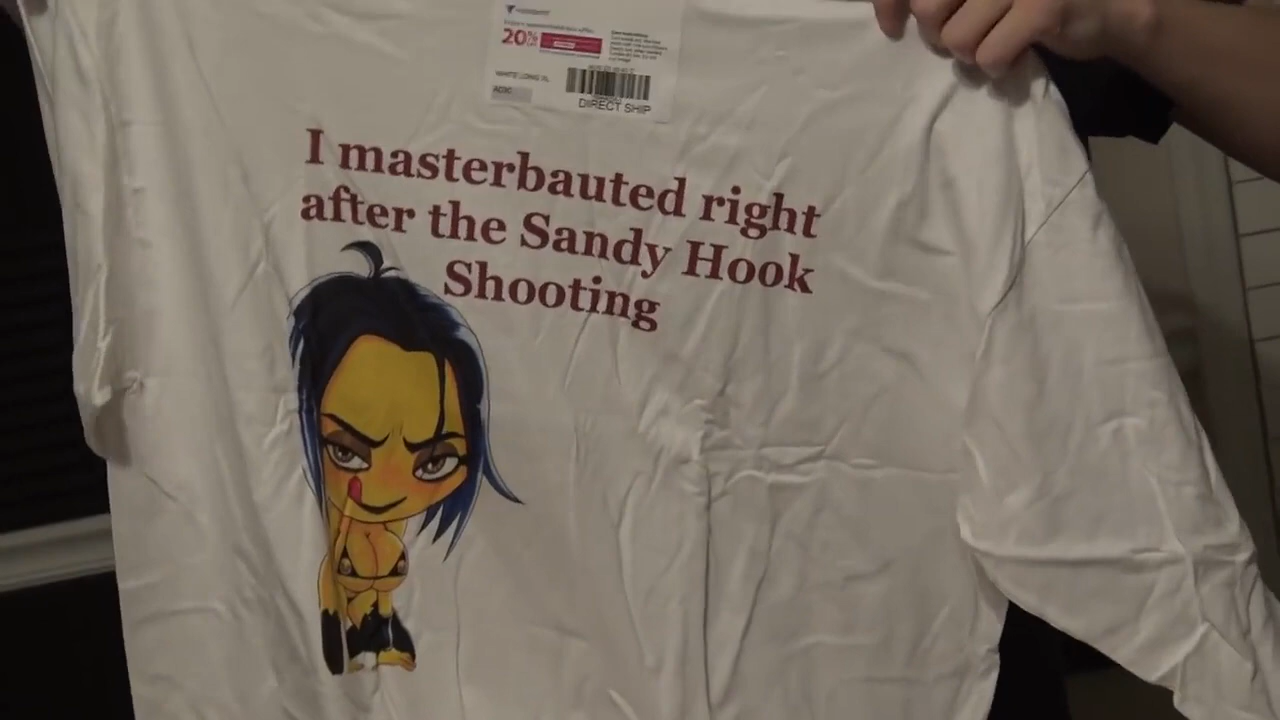 20%
WHITE LONG XL
DIRECT SHIP
I masterbauted right
after the Sandy Hook
Shooting